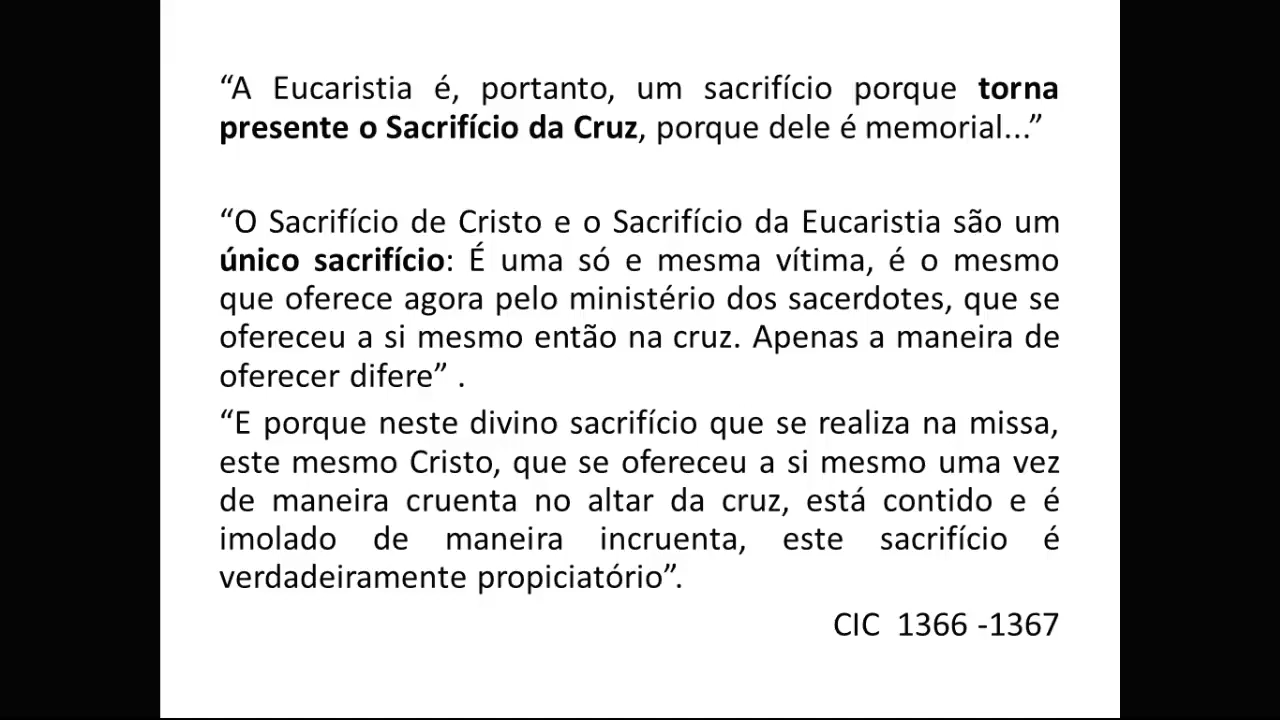 “A Eucaristia é, portanto, um sacrifício porque torna
presente o Sacrifício da Cruz, porque dele é memorial...”
“O Sacrifício de Cristo e o Sacrifício da Eucaristia são um
único sacrifício: É uma só e mesma vítima, é o mesmo
que oferece agora pelo ministério dos sacerdotes, que se
ofereceu a si mesmo então na cruz. Apenas a maneira de
oferecer difere” .
“E porque neste divino sacrifício que se realiza na missa,
este mesmo Cristo, que se ofereceu a si mesmo uma vez
de maneira cruenta no altar da cruz, está contido e é
imolado de maneira incruenta, este sacrifício é
verdadeiramente propiciatório”.
CIC 1366 -1367